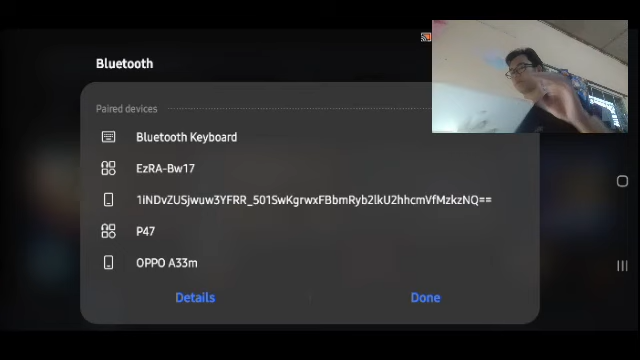 Bluetooth
Paired devices
Bluetooth Keyboard
EzRA-Bw17
1iNDvZUSjwuw3YFRR_501SwKgrwxFBbmRyb2lkU2hhcmVfMzkzNQ==
P47
OPPO A33m
Details
Done